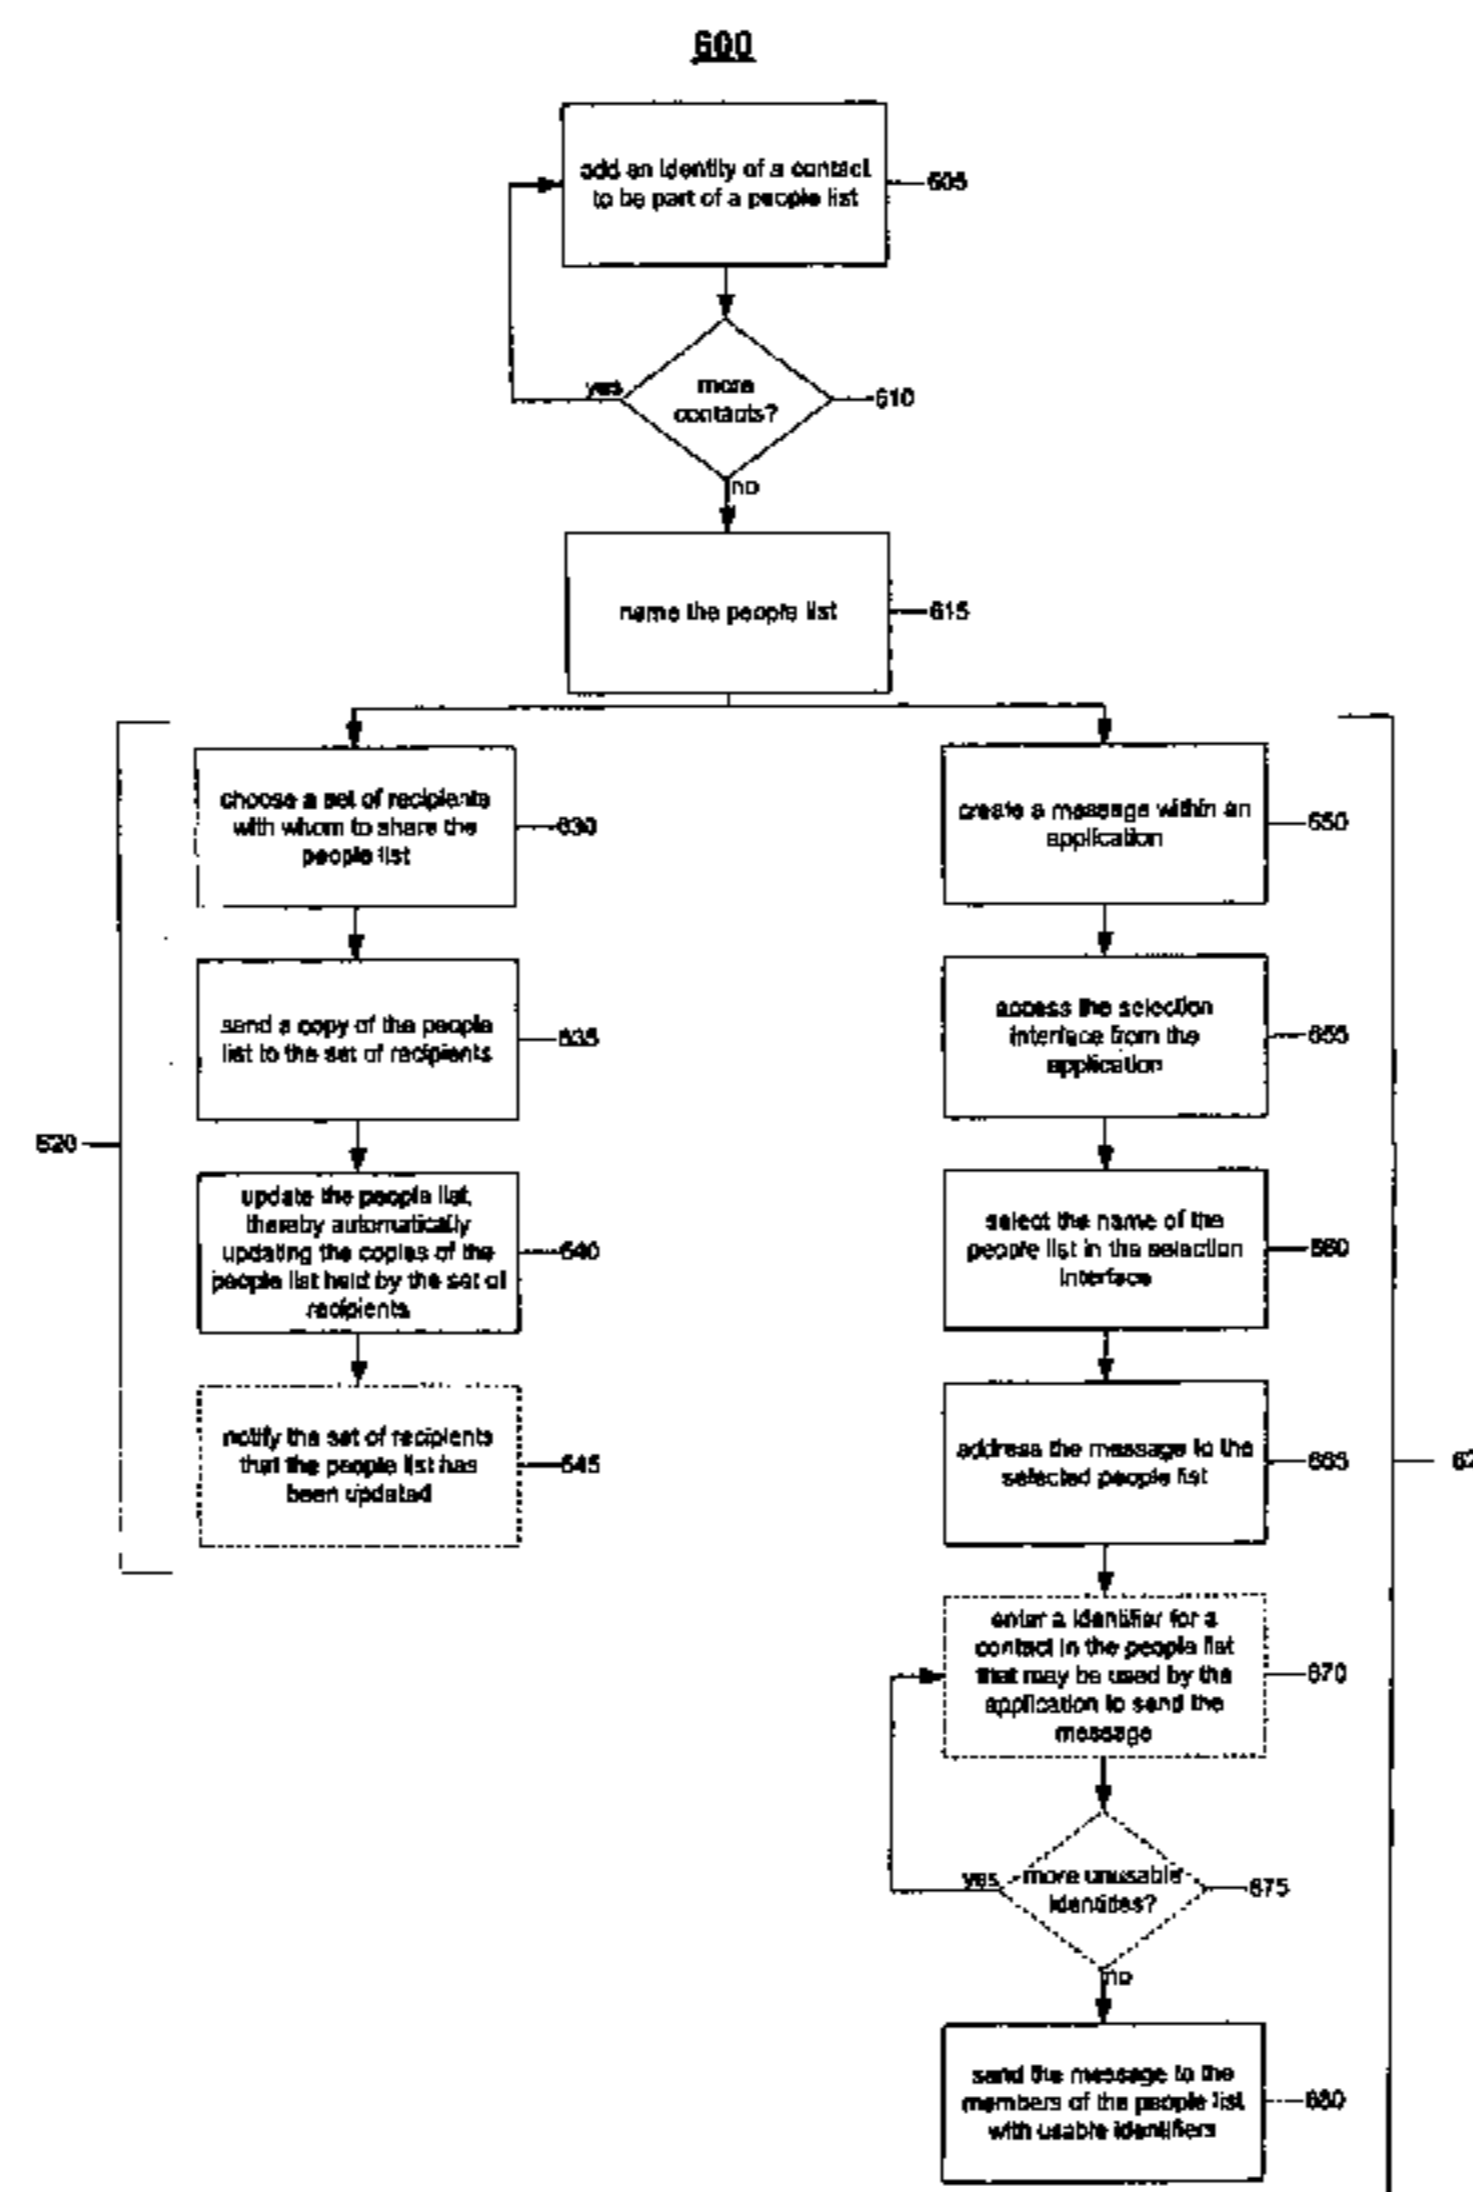 600
add an identity of a contact
to be part of a people list
605
more
contacts?
610
yes
no
name the people list
615
choose a set of recipients
with whom to share the
people list
630
send a copy of the people
list to the set of recipients
635
update the people list,
thereby automatically
updating the copies of the
people list held by the set of
recipients
640
notify the set of recipients
that the people list has
been updated
645
620
create a message within an
application
650
access the selection
interface from the
application
655
select the name of the
people list in the selection
interface
660
address the message to the
selected people list
665
enter a identifier for a
contact in the people list
that may be used by the
application to send the
message
670
more unusable
identities?
675
yes
no
send the message to the
members of the people list
with usable identifiers
680